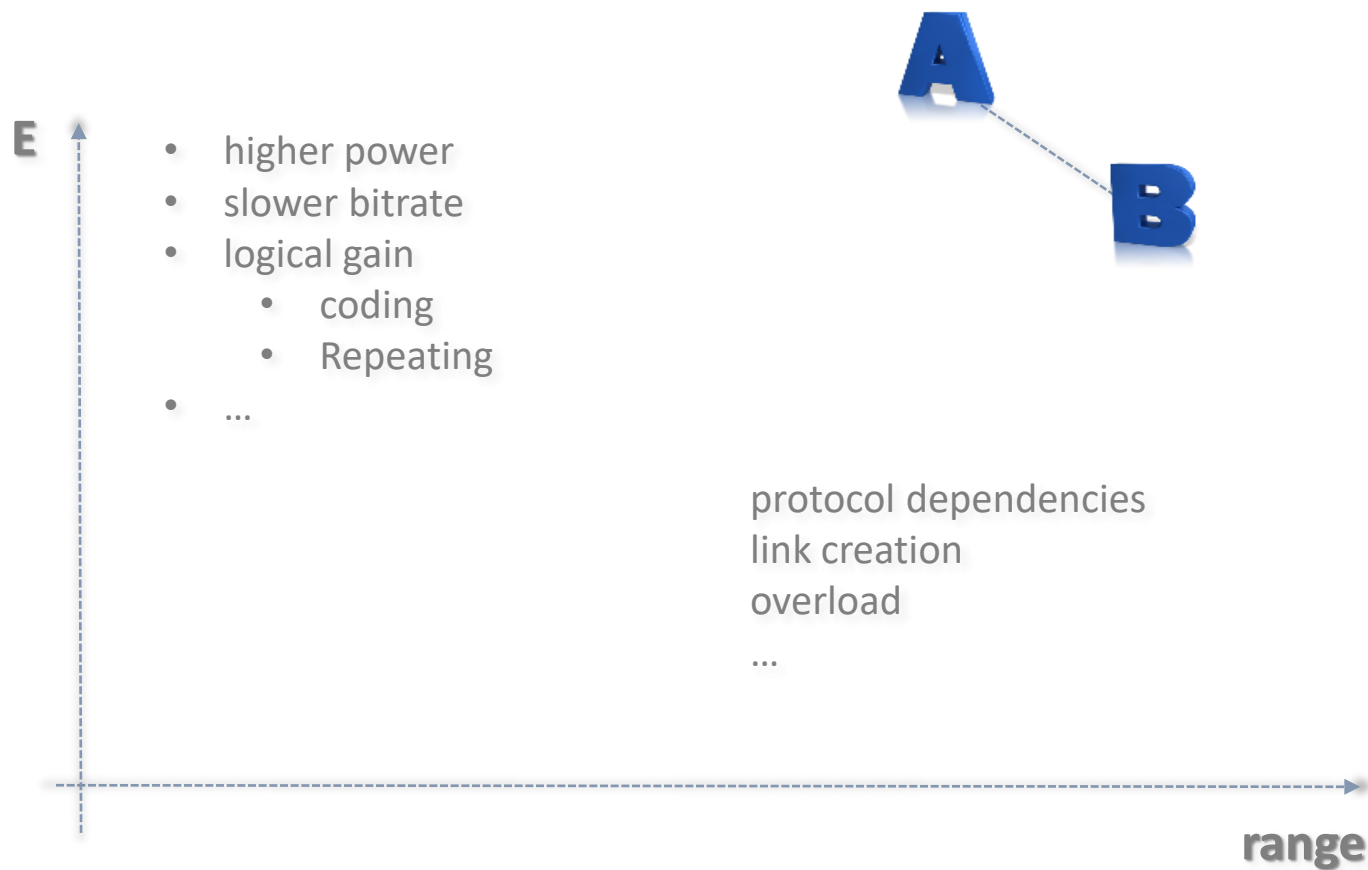 A
B
E
• higher power
• slower bitrate
• logical gain
• coding
• Repeating
• ...
protocol dependencies
link creation
overload
...
range